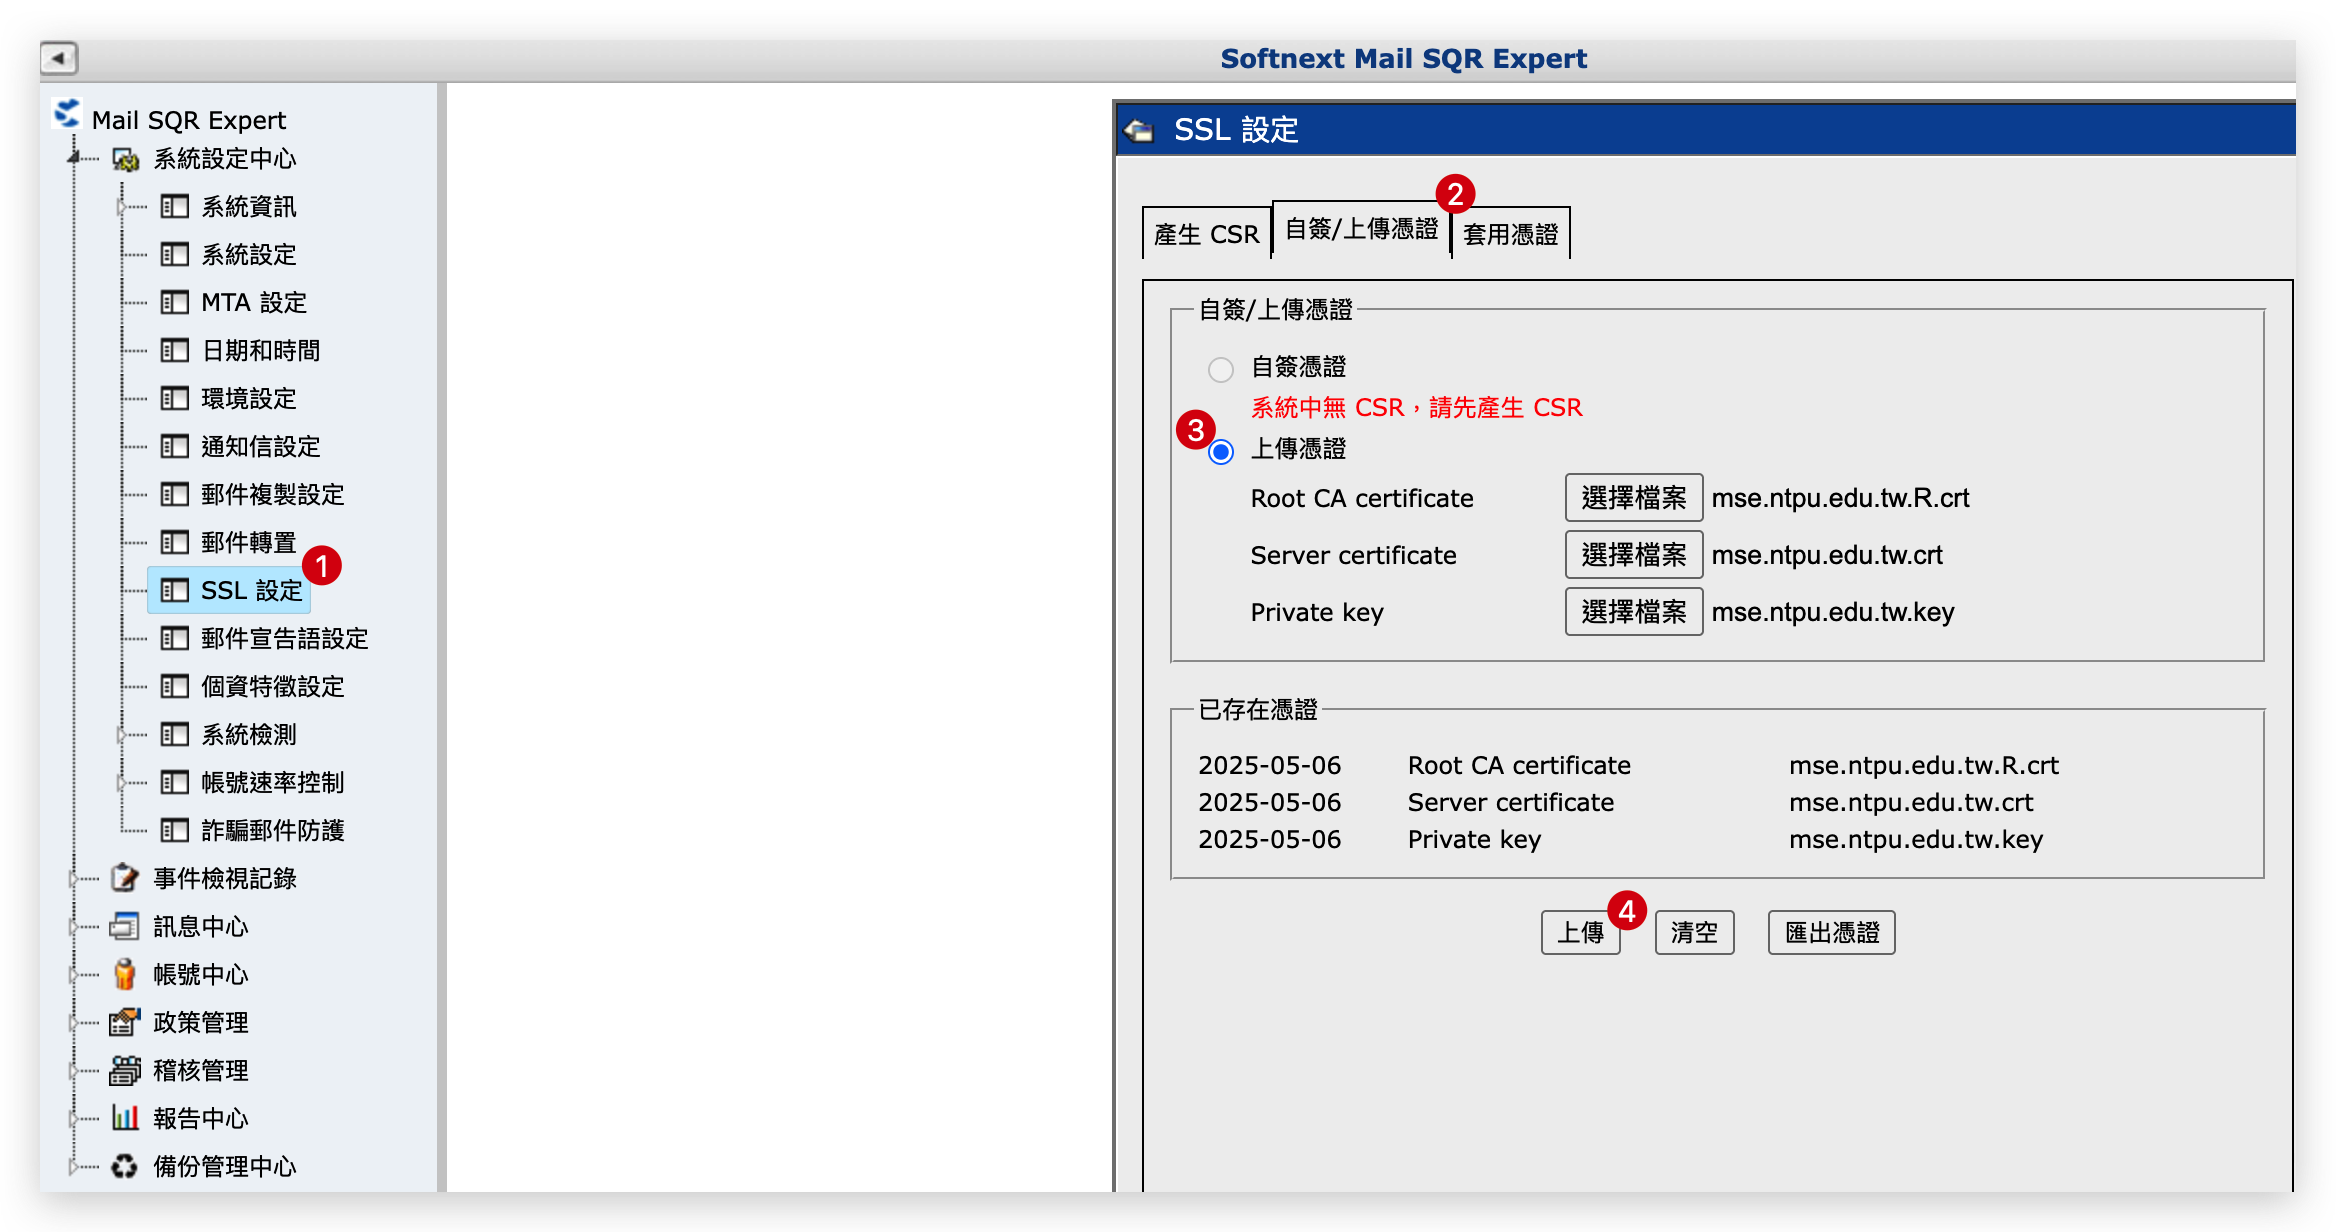 Softnext Mail SQR Expert
Mail SQR Expert
系統設定中心
系統資訊
系統設定
MTA 設定
日期和時間
環境設定
通知信設定
郵件複製設定
郵件轉置
SSL 設定 1
郵件宣告語設定
個資特徵設定
系統檢測
帳號速率控制
詐騙郵件防護
事件檢視記錄
訊息中心
帳號中心
政策管理
稽核管理
報告中心
備份管理中心
SSL 設定
產生 CSR 自簽/上傳憑證 2 套用憑證
自簽/上傳憑證
自簽憑證
系統中無 CSR，請先產生 CSR
3 上傳憑證
Root CA certificate 選擇檔案 mse.ntpu.edu.tw.R.crt
Server certificate 選擇檔案 mse.ntpu.edu.tw.crt
Private key 選擇檔案 mse.ntpu.edu.tw.key
已存在憑證
2025-05-06 Root CA certificate mse.ntpu.edu.tw.R.crt
2025-05-06 Server certificate mse.ntpu.edu.tw.crt
2025-05-06 Private key mse.ntpu.edu.tw.key
上傳 4 清空 匯出憑證